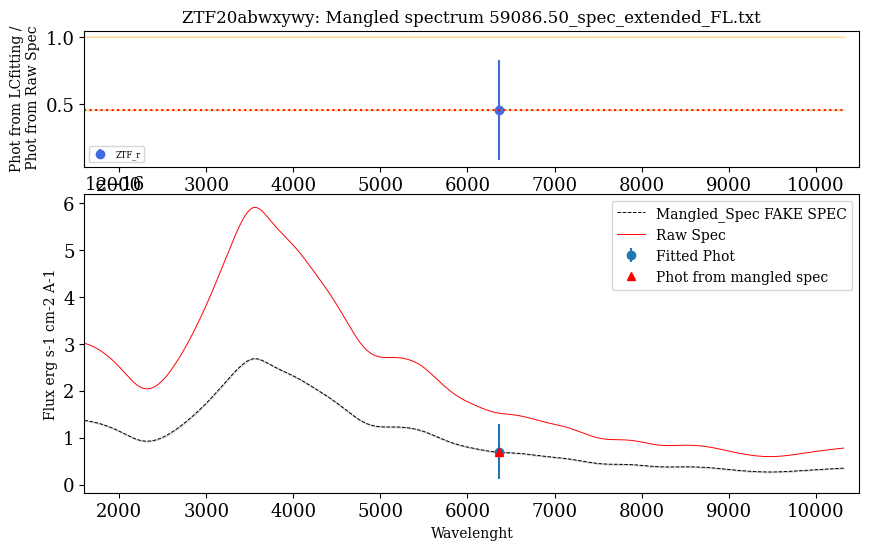 ZTF20abwxywy: Mangled spectrum 59086.50_spec_extended_FL.txt
Phot from LCfitting /
Phot from Raw Spec
1.0
0.5
ZTF_r
2000 3000 4000 5000 6000 7000 8000 9000 10000
1e−16
Flux erg s-1 cm-2 A-1
6
5
4
3
2
1
0
Mangled_Spec FAKE SPEC
Raw Spec
Fitted Phot
Phot from mangled spec
2000 3000 4000 5000 6000 7000 8000 9000 10000
Wavelenght